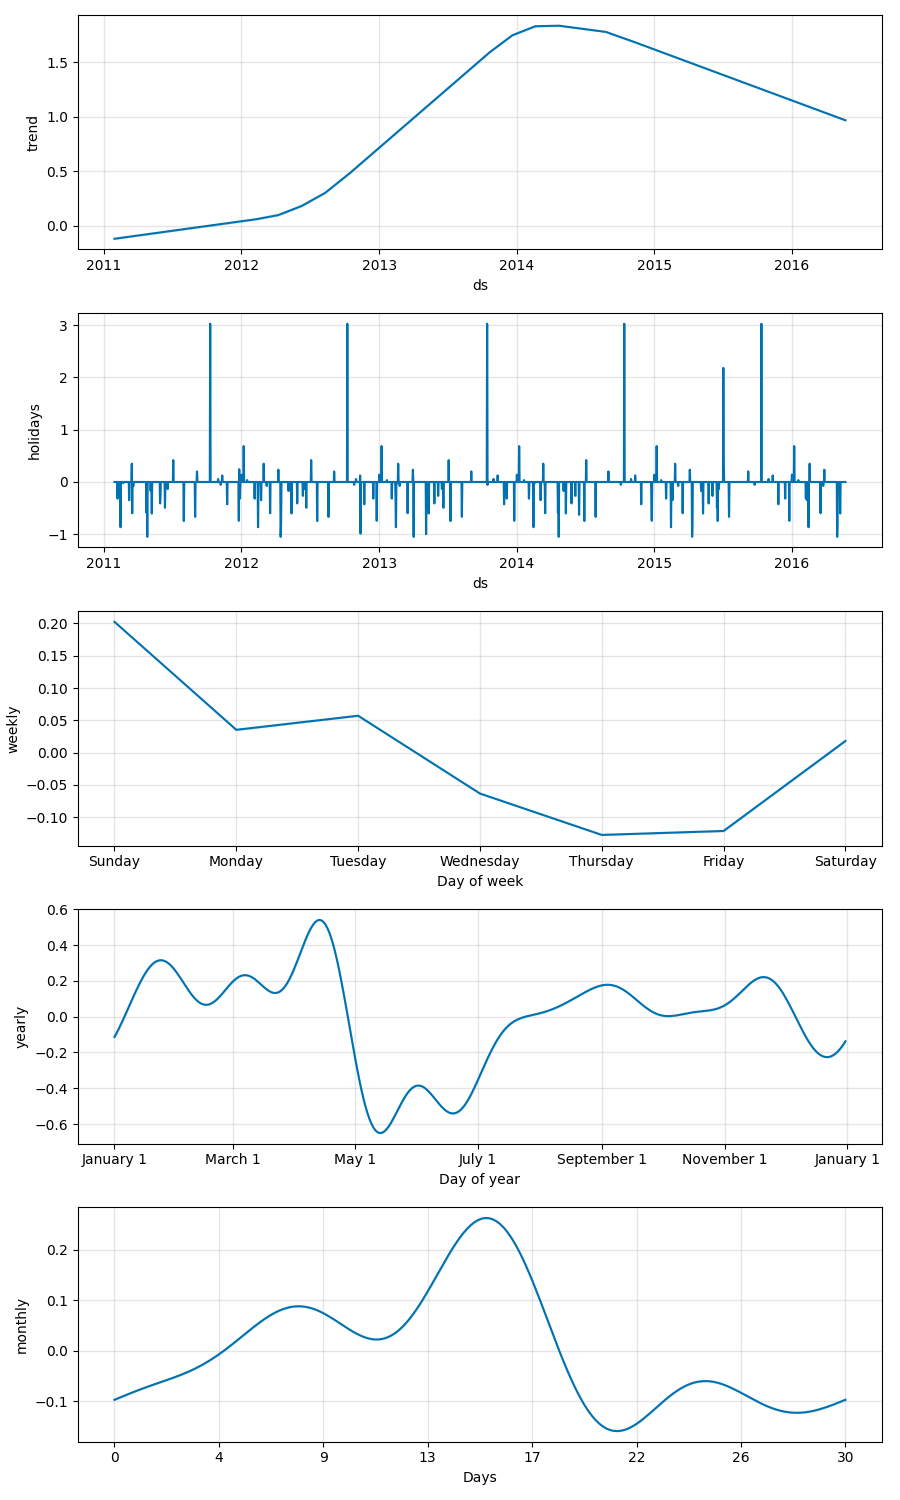 trend
1.5
1.0
0.5
0.0
2011 2012 2013 2014 2015 2016
ds
holidays
3
2
1
0
−1
2011 2012 2013 2014 2015 2016
ds
weekly
0.20
0.15
0.10
0.05
0.00
−0.05
−0.10
Sunday Monday Tuesday Wednesday Thursday Friday Saturday
Day of week
yearly
0.6
0.4
0.2
0.0
−0.2
−0.4
−0.6
January 1 March 1 May 1 July 1 September 1 November 1 January 1
Day of year
monthly
0.2
0.1
0.0
−0.1
0 4 9 13 17 22 26 30
Days